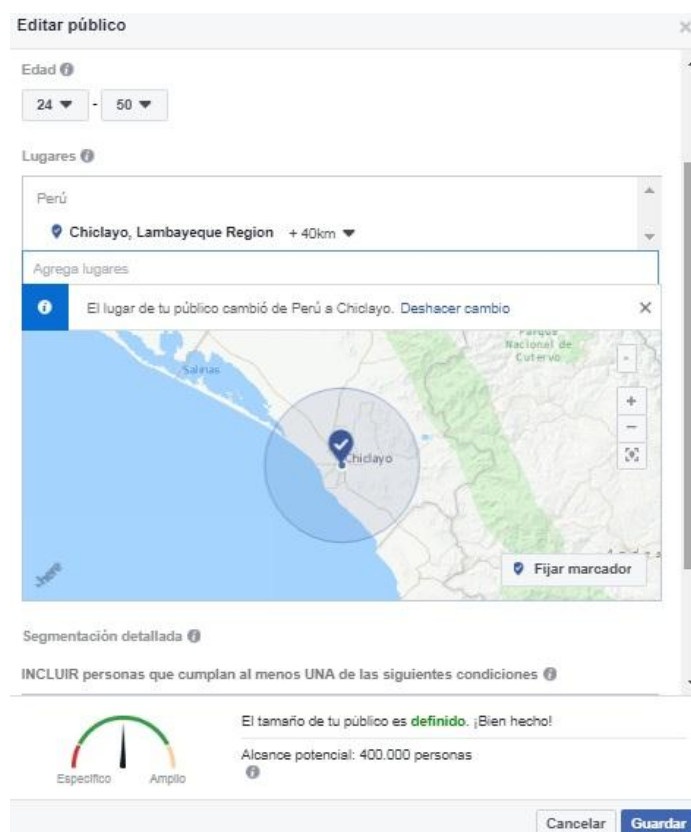 Editar público
Edad
24 - 50
Lugares
Perú
Chiclayo, Lambayeque Region + 40km
Agrega lugares
El lugar de tu público cambió de Perú a Chiclayo. Deshacer cambio
Parque
Nacional de
Cutervo
Salinas
Chiclayo
here
Fijar marcador
Segmentación detallada
INCLUIR personas que cumplan al menos UNA de las siguientes condiciones
El tamaño de tu público es definido. ¡Bien hecho!
Alcance potencial: 400.000 personas
Específico Amplio
Cancelar Guardar